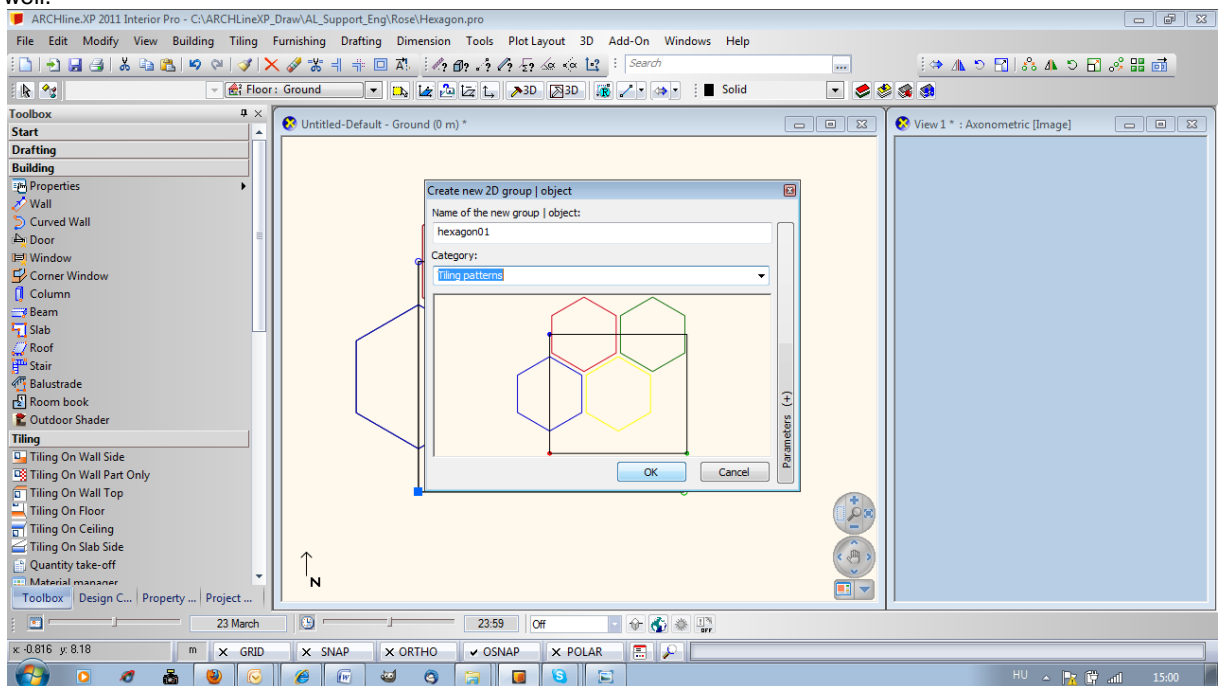 well.
ARCHline.XP 2011 Interior Pro - C:\ARCHLineXP_Draw\AL_Support_Eng\Rose\Hexagon.pro
File Edit Modify View Building Tiling Furnishing Drafting Dimension Tools Plot Layout 3D Add-On Windows Help
Search
Floor: Ground 3D 3D Solid
Toolbox
Untitled-Default - Ground (0 m) *
View 1 * : Axonometric [Image]
Start
Drafting
Building
Properties
Wall
Curved Wall
Door
Window
Corner Window
Column
Beam
Slab
Roof
Stair
Balustrade
Room book
Outdoor Shader
Tiling
Tiling On Wall Side
Tiling On Wall Part Only
Tiling On Wall Top
Tiling On Floor
Tiling On Ceiling
Tiling On Slab Side
Quantity take-off
Material manager
Toolbox Design C... Property ... Project ...
Create new 2D group | object
Name of the new group | object:
hexagon01
Category:
Tiling patterns
Parameters (+)
OK Cancel
N
23 March 23:59 Off OFF
x: -0.816 y: 8.18 m X GRID X SNAP X ORTHO ✓ OSNAP X POLAR
HU 15:00